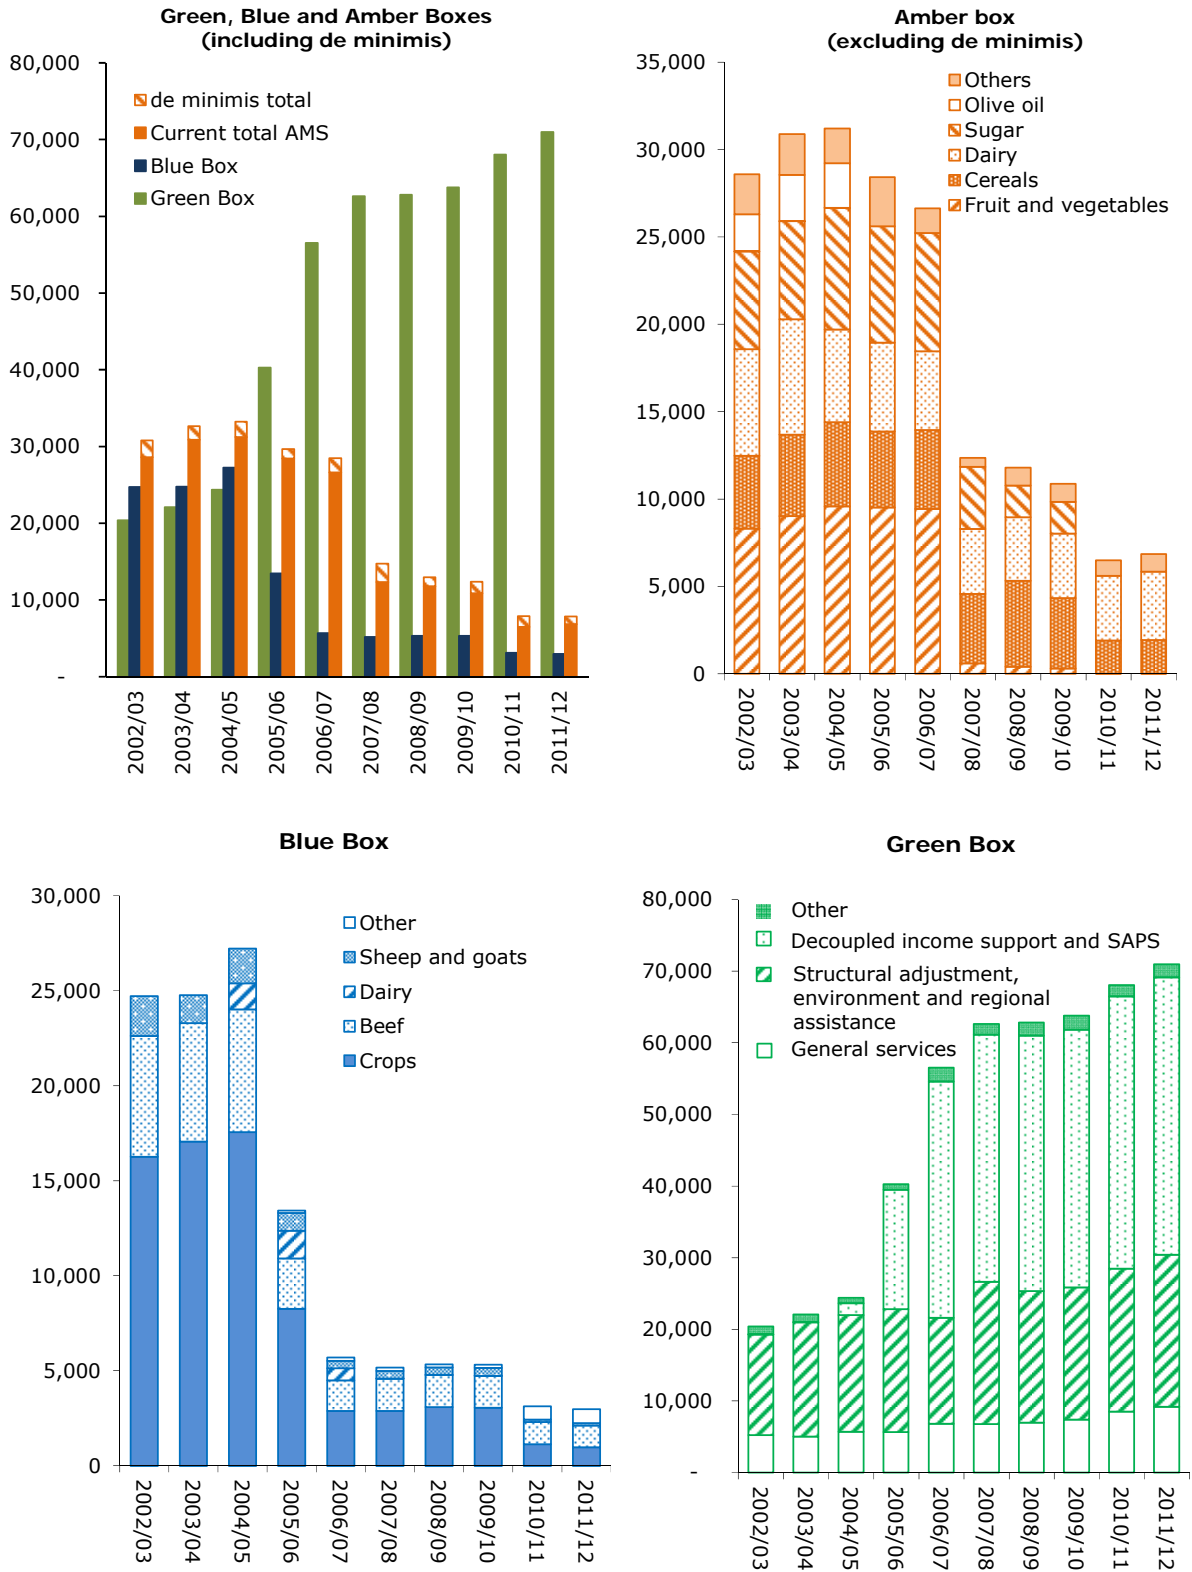 Green, Blue and Amber Boxes
(including de minimis)
80,000
70,000
60,000
50,000
40,000
30,000
20,000
10,000
-
de minimis total
Current total AMS
Blue Box
Green Box
2002/03
2003/04
2004/05
2005/06
2006/07
2007/08
2008/09
2009/10
2010/11
2011/12
Amber box
(excluding de minimis)
35,000
30,000
25,000
20,000
15,000
10,000
5,000
0
Others
Olive oil
Sugar
Dairy
Cereals
Fruit and vegetables
2002/03
2003/04
2004/05
2005/06
2006/07
2007/08
2008/09
2009/10
2010/11
2011/12
Blue Box
30,000
25,000
20,000
15,000
10,000
5,000
0
Other
Sheep and goats
Dairy
Beef
Crops
2002/03
2003/04
2004/05
2005/06
2006/07
2007/08
2008/09
2009/10
2010/11
2011/12
Green Box
80,000
70,000
60,000
50,000
40,000
30,000
20,000
10,000
-
Other
Decoupled income support and SAPS
Structural adjustment,
environment and regional
assistance
General services
2002/03
2003/04
2004/05
2005/06
2006/07
2007/08
2008/09
2009/10
2010/11
2011/12